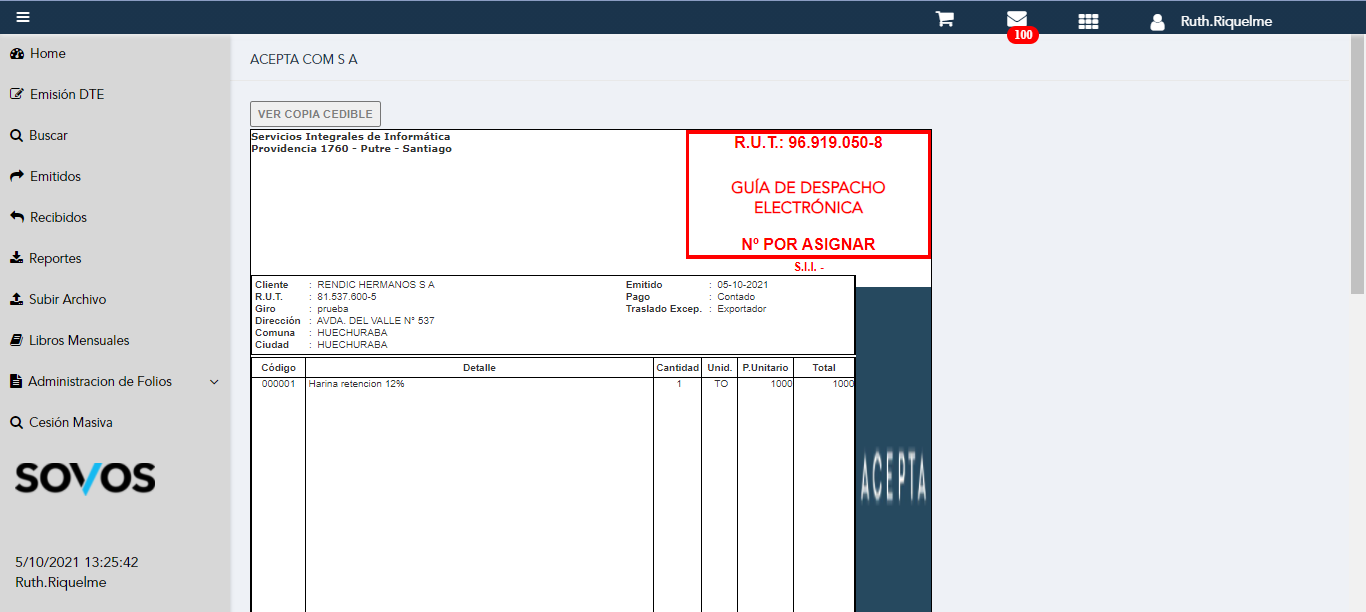 100
Ruth.Riquelme
Home
Emisión DTE
Buscar
Emitidos
Recibidos
Reportes
Subir Archivo
Libros Mensuales
Administracion de Folios
Cesión Masiva
SOVOS
5/10/2021 13:25:42
Ruth.Riquelme
ACEPTA COM S A
VER COPIA CEDIBLE
Servicios Integrales de Informática
Providencia 1760 - Putre - Santiago
R.U.T.: 96.919.050-8
GUÍA DE DESPACHO
ELECTRÓNICA
Nº POR ASIGNAR
S.I.I. -
Cliente : RENDIC HERMANOS S A Emitido : 05-10-2021
R.U.T. : 81.537.600-5 Pago : Contado
Giro : prueba Traslado Excep. : Exportador
Dirección : AVDA. DEL VALLE N° 537
Comuna : HUECHURABA
Ciudad : HUECHURABA
Código Detalle Cantidad Unid. P.Unitario Total
000001 Harina retencion 12% 1 TO 1000 1000
ACEPTA